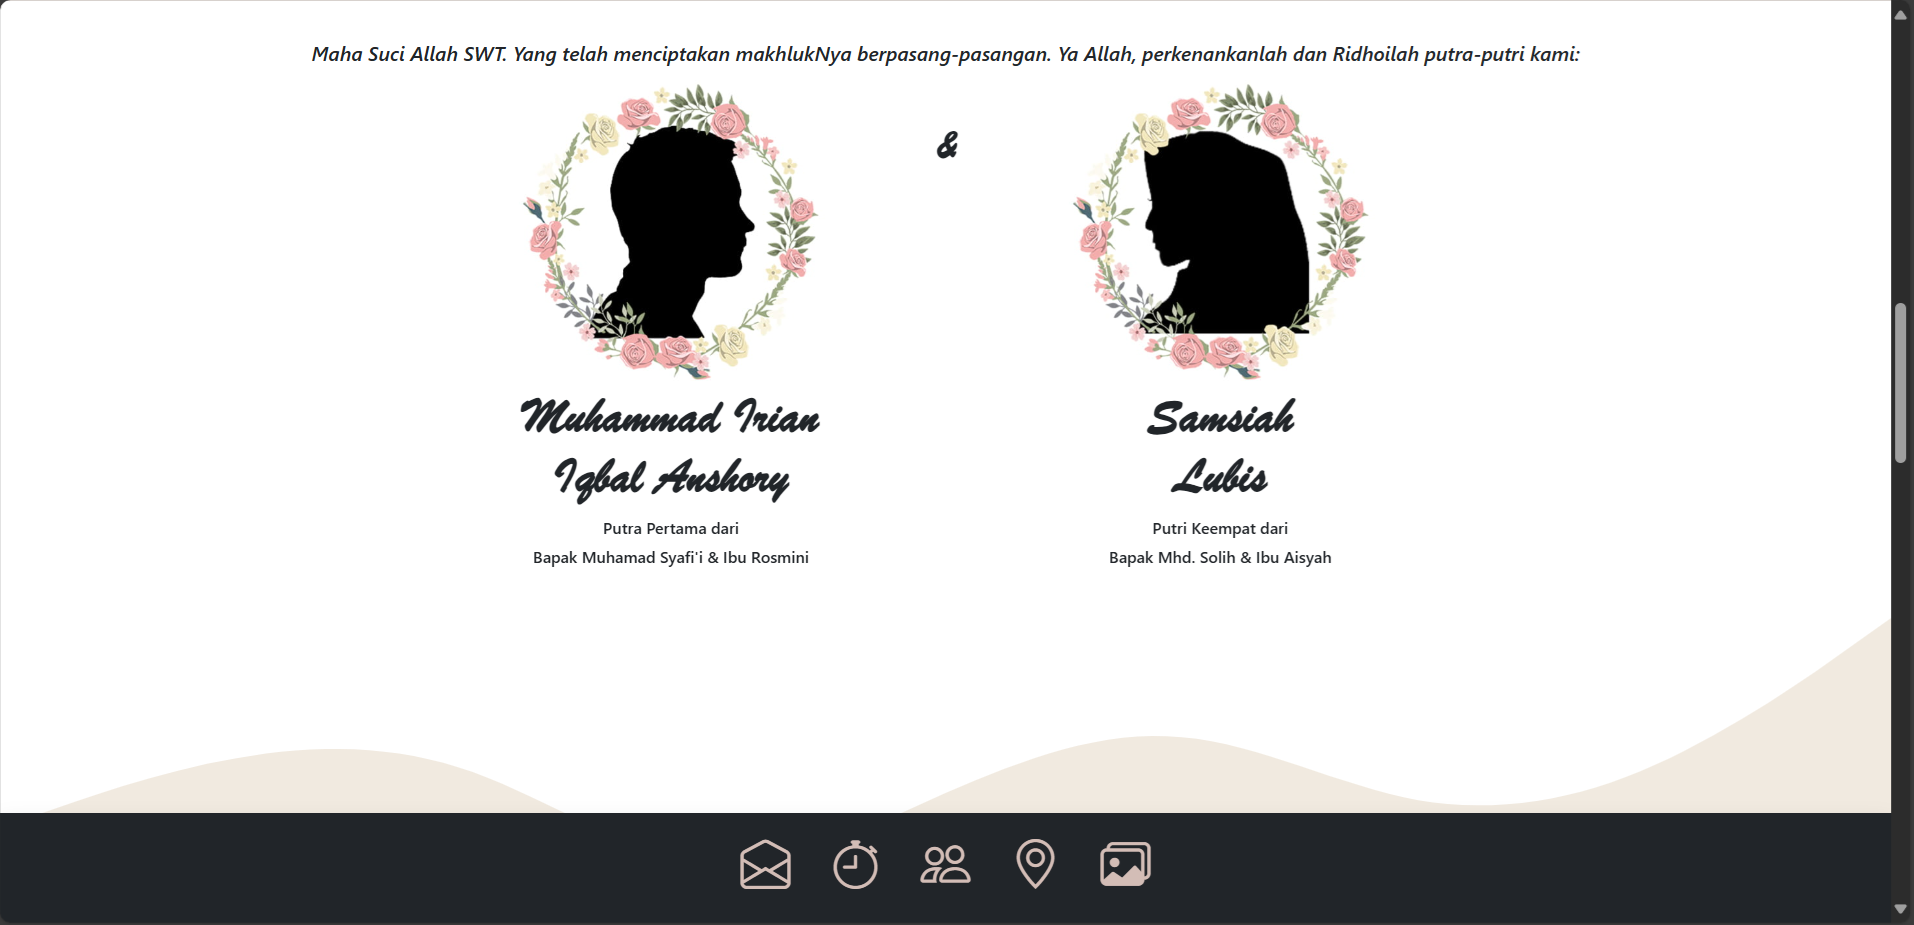 Maha Suci Allah SWT. Yang telah menciptakan makhlukNya berpasang-pasangan. Ya Allah, perkenankanlah dan Ridhoilah putra-putri kami:
&
Muhammad Irian
Iqbal Anshory
Putra Pertama dari
Bapak Muhamad Syafi'i & Ibu Rosmini
Samsiah
Lubis
Putri Keempat dari
Bapak Mhd. Solih & Ibu Aisyah